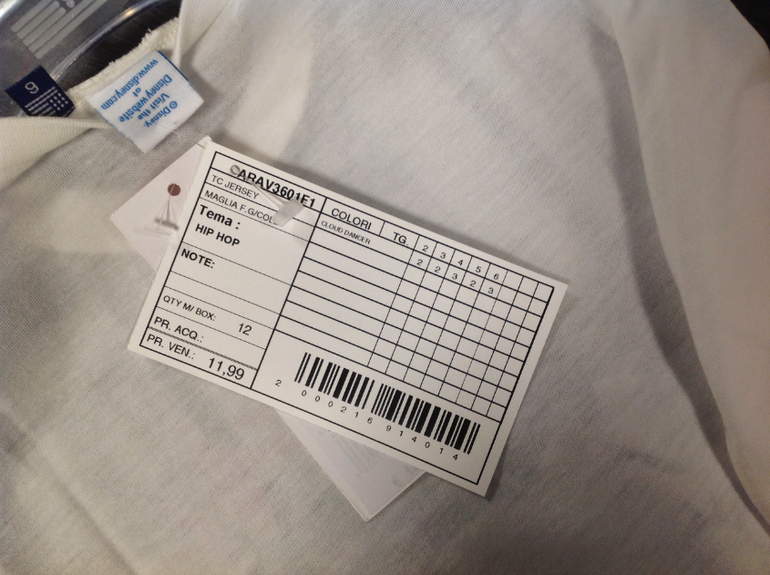 6
© Disney.
Visit the
Disney website
at
www.disney.com
ARAV3601F1
TC JERSEY
MAGLIA F.G/COL
Tema :
HIP HOP
NOTE:
QTY M/ BOX: 12
PR. ACQ.:
PR. VEN.: 11,99
COLORI TG. 2 3 4 5 6
CLOUD DANCER 2 2 3 2 3
2 000216 914014